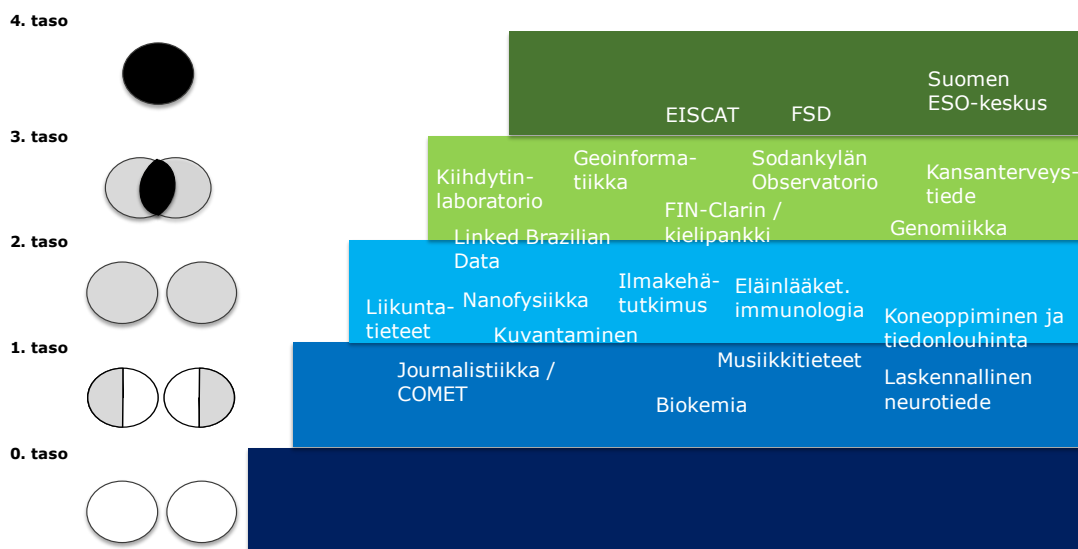 4. taso
Suomen
ESO-keskus
EISCAT
FSD
3. taso
Geoinforma-
tiikka
Sodankylän
Observatorio
Kiihdytin-
laboratorio
Kansanterveys-
tiede
FIN-Clarin /
kielipankki
Genomiikka
2. taso
Linked Brazilian
Data
Ilmakehä-
tutkimus
Eläinlääket.
immunologia
Liikunta-
tieteet
Nanofysiikka
Kuvantaminen
Koneoppiminen ja
tiedonlouhinta
1. taso
Journalistiikka /
COMET
Musiikkitieteet
Biokemia
Laskennallinen
neurotiede
0. taso